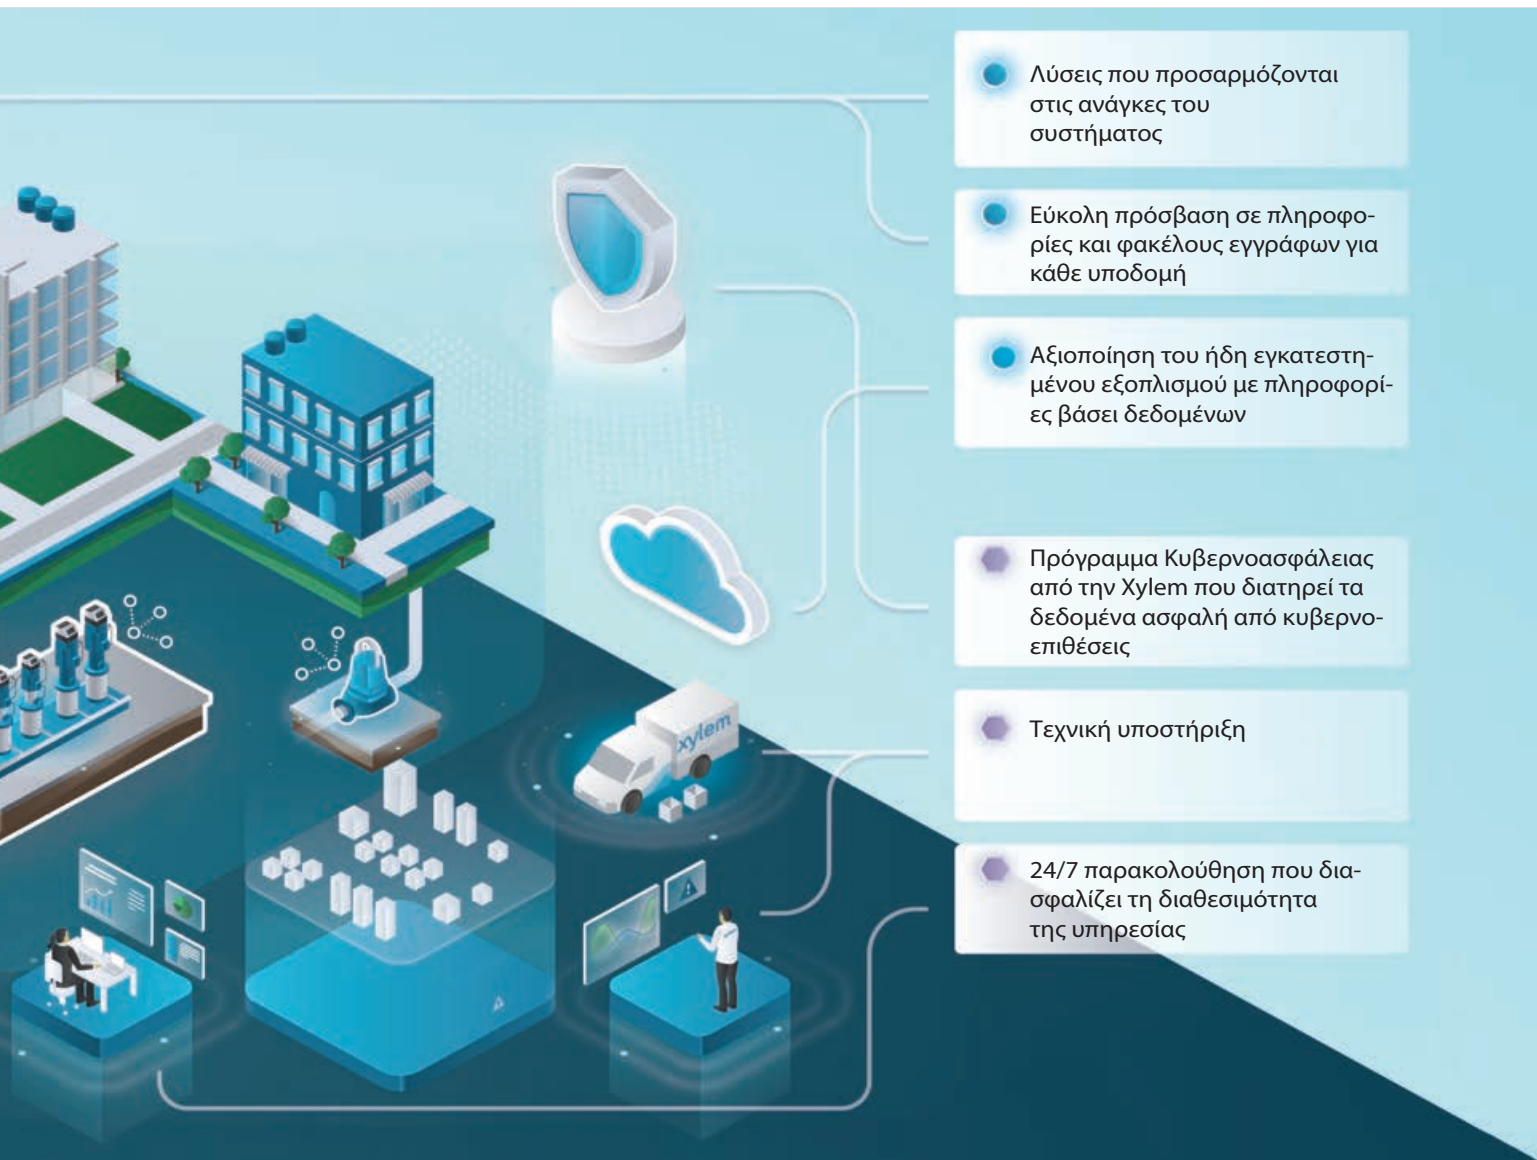 Λύσεις που προσαρμόζονται
στις ανάγκες του
συστήματος
Εύκολη πρόσβαση σε πληροφο-
ρίες και φακέλους εγγράφων για
κάθε υποδομή
Αξιοποίηση του ήδη εγκατεστη-
μένου εξοπλισμού με πληροφορί-
ες βάσει δεδομένων
Πρόγραμμα Κυβερνοασφάλειας
από την Xylem που διατηρεί τα
δεδομένα ασφαλή από κυβερνο-
επιθέσεις
xylem
Τεχνική υποστήριξη
24/7 παρακολούθηση που δια-
σφαλίζει τη διαθεσιμότητα
της υπηρεσίας